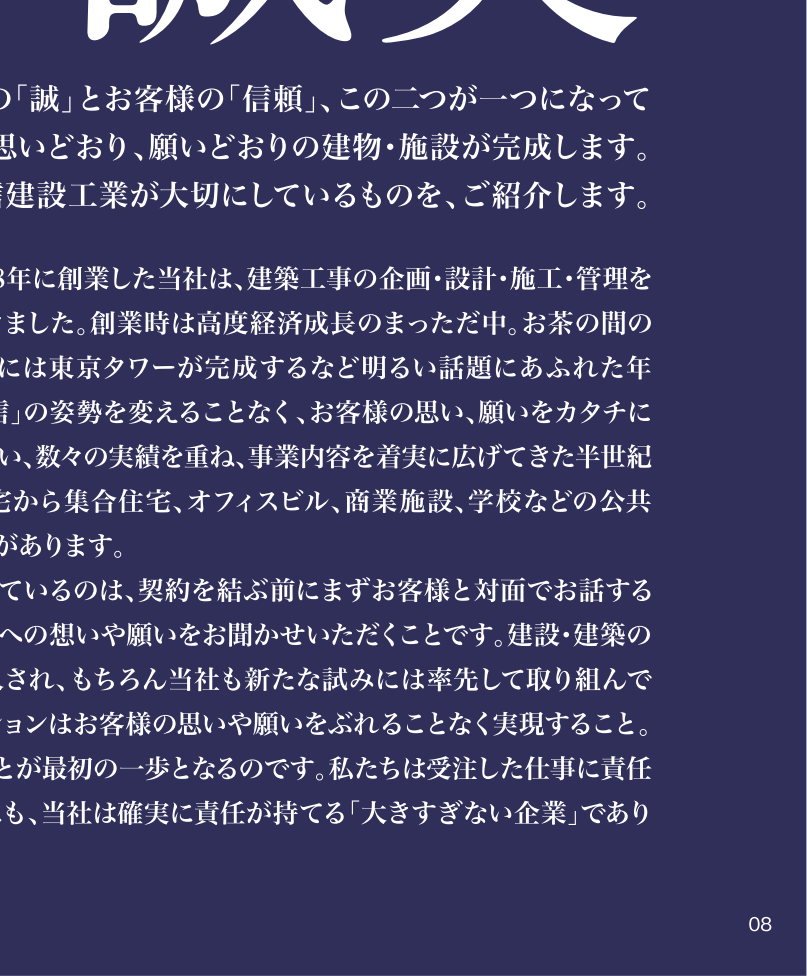 の「誠」とお客様の「信頼」、この二つが一つになって
思いどおり、願いどおりの建物・施設が完成します。
建設工業が大切にしているものを、ご紹介します。
8年に創業した当社は、建築工事の企画・設計・施工・管理を
ました。創業時は高度経済成長のまっただ中。お茶の間の
には東京タワーが完成するなど明るい話題にあふれた年
」の姿勢を変えることなく、お客様の思い、願いをカタチに
い、数々の実績を重ね、事業内容を着実に広げてきた半世紀
宅から集合住宅、オフィスビル、商業施設、学校などの公共
があります。
ているのは、契約を結ぶ前にまずお客様と対面でお話する
への想いや願いをお聞かせいただくことです。建設・建築の
され、もちろん当社も新たな試みには率先して取り組んで
ションはお客様の思いや願いをぶれることなく実現すること。
とが最初の一歩となるのです。私たちは受注した仕事に責任
も、当社は確実に責任が持てる「大きすぎない企業」であり
08